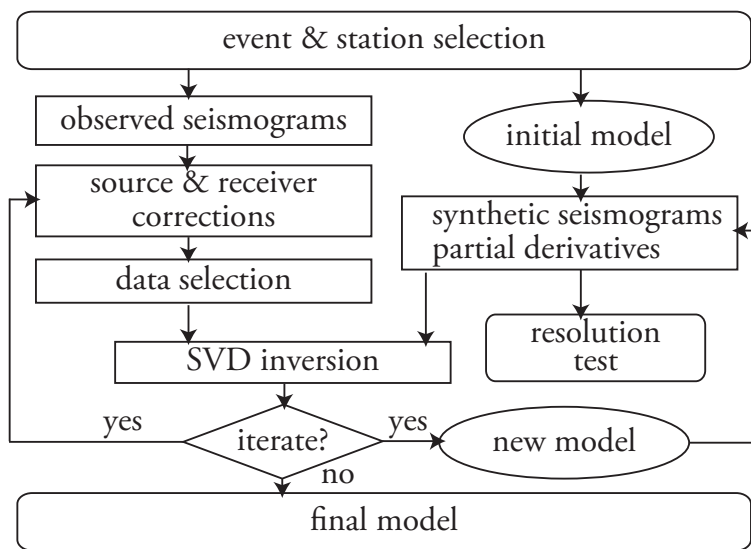 event & station selection
observed seismograms
initial model
source & receiver
corrections
synthetic seismograms
partial derivatives
data selection
resolution
test
SVD inversion
yes
iterate?
yes
new model
no
final model